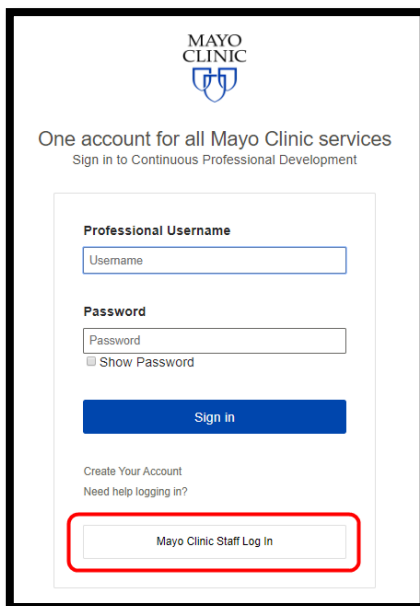 MAYO
CLINIC
One account for all Mayo Clinic services
Sign in to Continuous Professional Development
Professional Username
Username
Password
Password
Show Password
Sign in
Create Your Account
Need help logging in?
Mayo Clinic Staff Log In